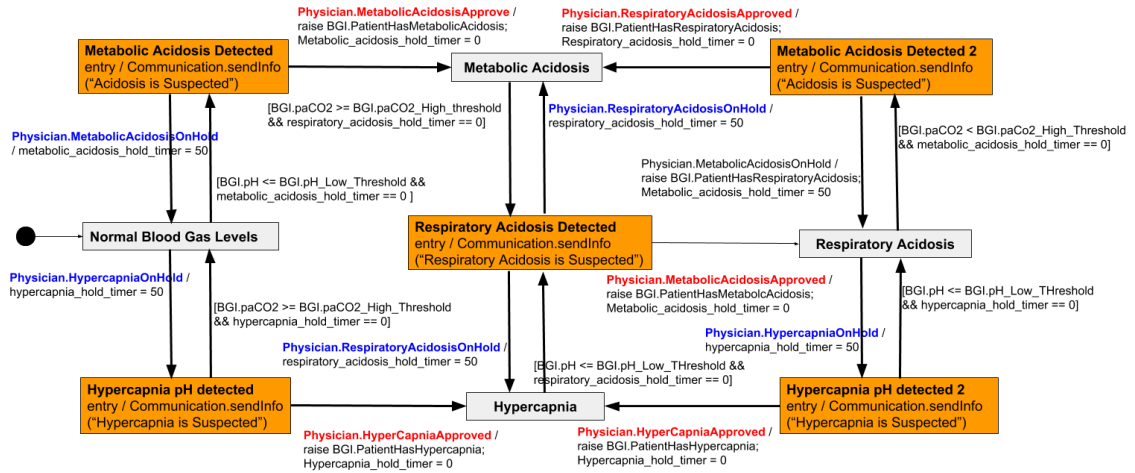 Physician.MetabolicAcidosisApprove /
raise BGI.PatientHasMetabolicAcidosis;
Metabolic_acidosis_hold_timer = 0
Physician.RespiratoryAcidosisApproved /
raise BGI.PatientHasRespiratoryAcidosis;
Respiratory_acidosis_hold_timer = 0
Metabolic Acidosis Detected
entry / Communication.sendInfo
(“Acidosis is Suspected”)
Metabolic Acidosis
Metabolic Acidosis Detected 2
entry / Communication.sendInfo
(“Acidosis is Suspected”)
[BGI.paCO2 >= BGI.paCO2_High_threshold
&& respiratory_acidosis_hold_timer == 0]
Physician.RespiratoryAcidosisOnHold /
respiratory_acidosis_hold_timer = 50
Physician.MetabolicAcidosisOnHold
/ metabolic_acidosis_hold_timer = 50
[BGI.paCO2 < BGI.paCo2_High_Threshold
&& metabolic_acidosis_hold_timer == 0]
Physician.MetabolicAcidosisOnHold /
raise BGI.PatientHasRespiratoryAcidosis;
Metabolic_acidosis_hold_timer = 50
[BGI.pH <= BGI.pH_Low_Threshold &&
metabolic_acidosis_hold_timer == 0 ]
Normal Blood Gas Levels
Respiratory Acidosis Detected
entry / Communication.sendInfo
(“Respiratory Acidosis is Suspected”)
Respiratory Acidosis
Physician.HypercapniaOnHold /
hypercapnia_hold_timer = 50
[BGI.paCO2 >= BGI.paCO2_High_Threshold
&& hypercapnia_hold_timer == 0]
Physician.MetabolicAcidosisApproved /
raise BGI.PatientHasMetabolcAcidosis;
Metabolic_acidosis_hold_timer = 0
[BGI.pH <= BGI.pH_Low_THreshold
&& hypercapnia_hold_timer == 0]
Physician.RespiratoryAcidosisOnHold /
respiratory_acidosis_hold_timer = 50
Physician.HypercapniaOnHold /
hypercapnia_hold_timer = 50
[BGI.pH <= BGI.pH_Low_THreshold &&
respiratory_acidosis_hold_timer == 0]
Hypercapnia pH detected
entry / Communication.sendInfo
(“Hypercapnia is Suspected”)
Hypercapnia
Hypercapnia pH detected 2
entry / Communication.sendInfo
(“Hypercapnia is Suspected”)
Physician.HyperCapniaApproved /
raise BGI.PatientHasHypercapnia;
Hypercapnia_hold_timer = 0
Physician.HyperCapniaApproved /
raise BGI.PatientHasHypercapnia;
Hypercapnia_hold_timer = 0